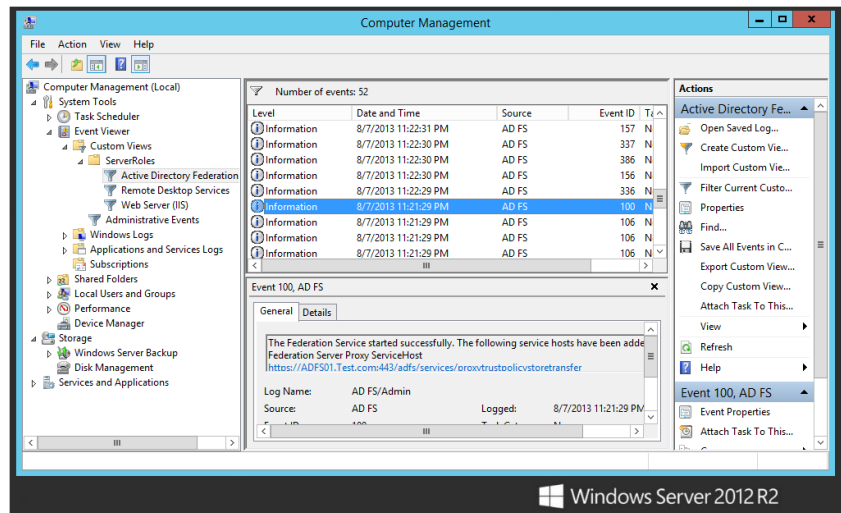 Computer Management
File Action View Help
Computer Management (Local)
System Tools
Task Scheduler
Event Viewer
Custom Views
ServerRoles
Active Directory Federation
Remote Desktop Services
Web Server (IIS)
Administrative Events
Windows Logs
Applications and Services Logs
Subscriptions
Shared Folders
Local Users and Groups
Performance
Device Manager
Storage
Windows Server Backup
Disk Management
Services and Applications
Number of events: 52
Level Date and Time Source Event ID
Information 8/7/2013 11:22:31 PM AD FS 157 N
Information 8/7/2013 11:22:30 PM AD FS 337 N
Information 8/7/2013 11:22:30 PM AD FS 386 N
Information 8/7/2013 11:22:30 PM AD FS 156 N
Information 8/7/2013 11:22:29 PM AD FS 336 N
Information 8/7/2013 11:21:29 PM AD FS 100 N
Information 8/7/2013 11:21:29 PM AD FS 106 N
Information 8/7/2013 11:21:29 PM AD FS 106 N
Information 8/7/2013 11:21:29 PM AD FS 106 N
Event 100, AD FS
General Details
The Federation Service started successfully. The following service hosts have been adde
Federation Server Proxy ServiceHost
https://ADFS01.Test.com:443/adfs/services/proxytrustpolicystoretransfer
Log Name: AD FS/Admin
Source: AD FS Logged: 8/7/2013 11:21:29 PM
Actions
Active Directory Fe...
Open Saved Log...
Create Custom Vie...
Import Custom Vie...
Filter Current Custo...
Properties
Find...
Save All Events in C...
Export Custom View...
Copy Custom View...
Attach Task To This...
View
Refresh
Help
Event 100, AD FS
Event Properties
Attach Task To This...
Windows Server 2012 R2